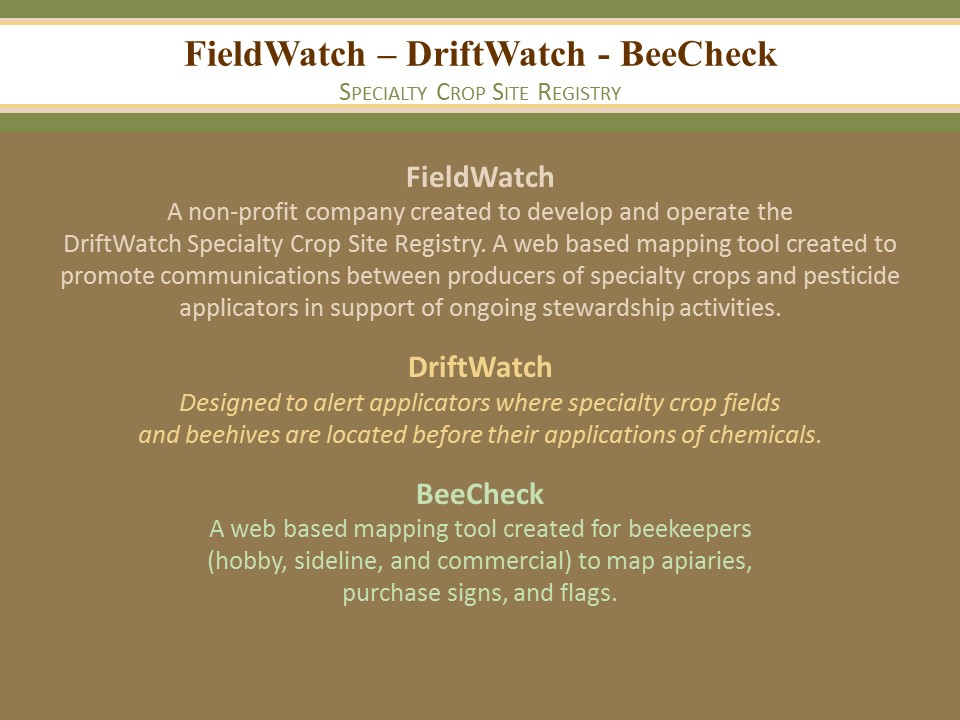 FieldWatch – DriftWatch - BeeCheck
Specialty Crop Site Registry
FieldWatch
A non-profit company created to develop and operate the
DriftWatch Specialty Crop Site Registry. A web based mapping tool created to
promote communications between producers of specialty crops and pesticide
applicators in support of ongoing stewardship activities.
DriftWatch
Designed to alert applicators where specialty crop fields
and beehives are located before their applications of chemicals.
BeeCheck
A web based mapping tool created for beekeepers
(hobby, sideline, and commercial) to map apiaries,
purchase signs, and flags.